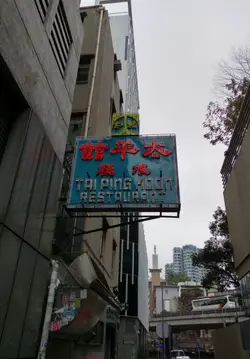 太平館
餐廳
TAI PING KOON
RESTAURANT